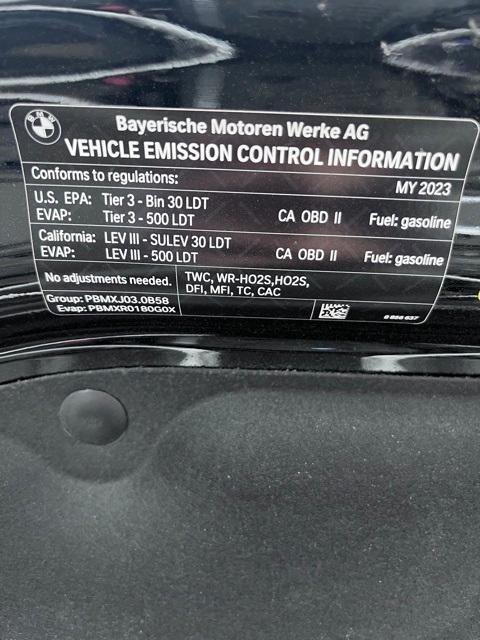 BMW
Bayerische Motoren Werke AG
VEHICLE EMISSION CONTROL INFORMATION
Conforms to regulations: MY 2023
U.S. EPA: Tier 3 - Bin 30 LDT
EVAP: Tier 3 - 500 LDT CA OBD II Fuel: gasoline
California: LEV III - SULEV 30 LDT
EVAP: LEV III - 500 LDT CA OBD II Fuel: gasoline
No adjustments needed. TWC, WR-HO2S,HO2S,
DFI, MFI, TC, CAC
Group: PBMXJ03.0B58
Evap: PBMXR0180G0X
9 856 637